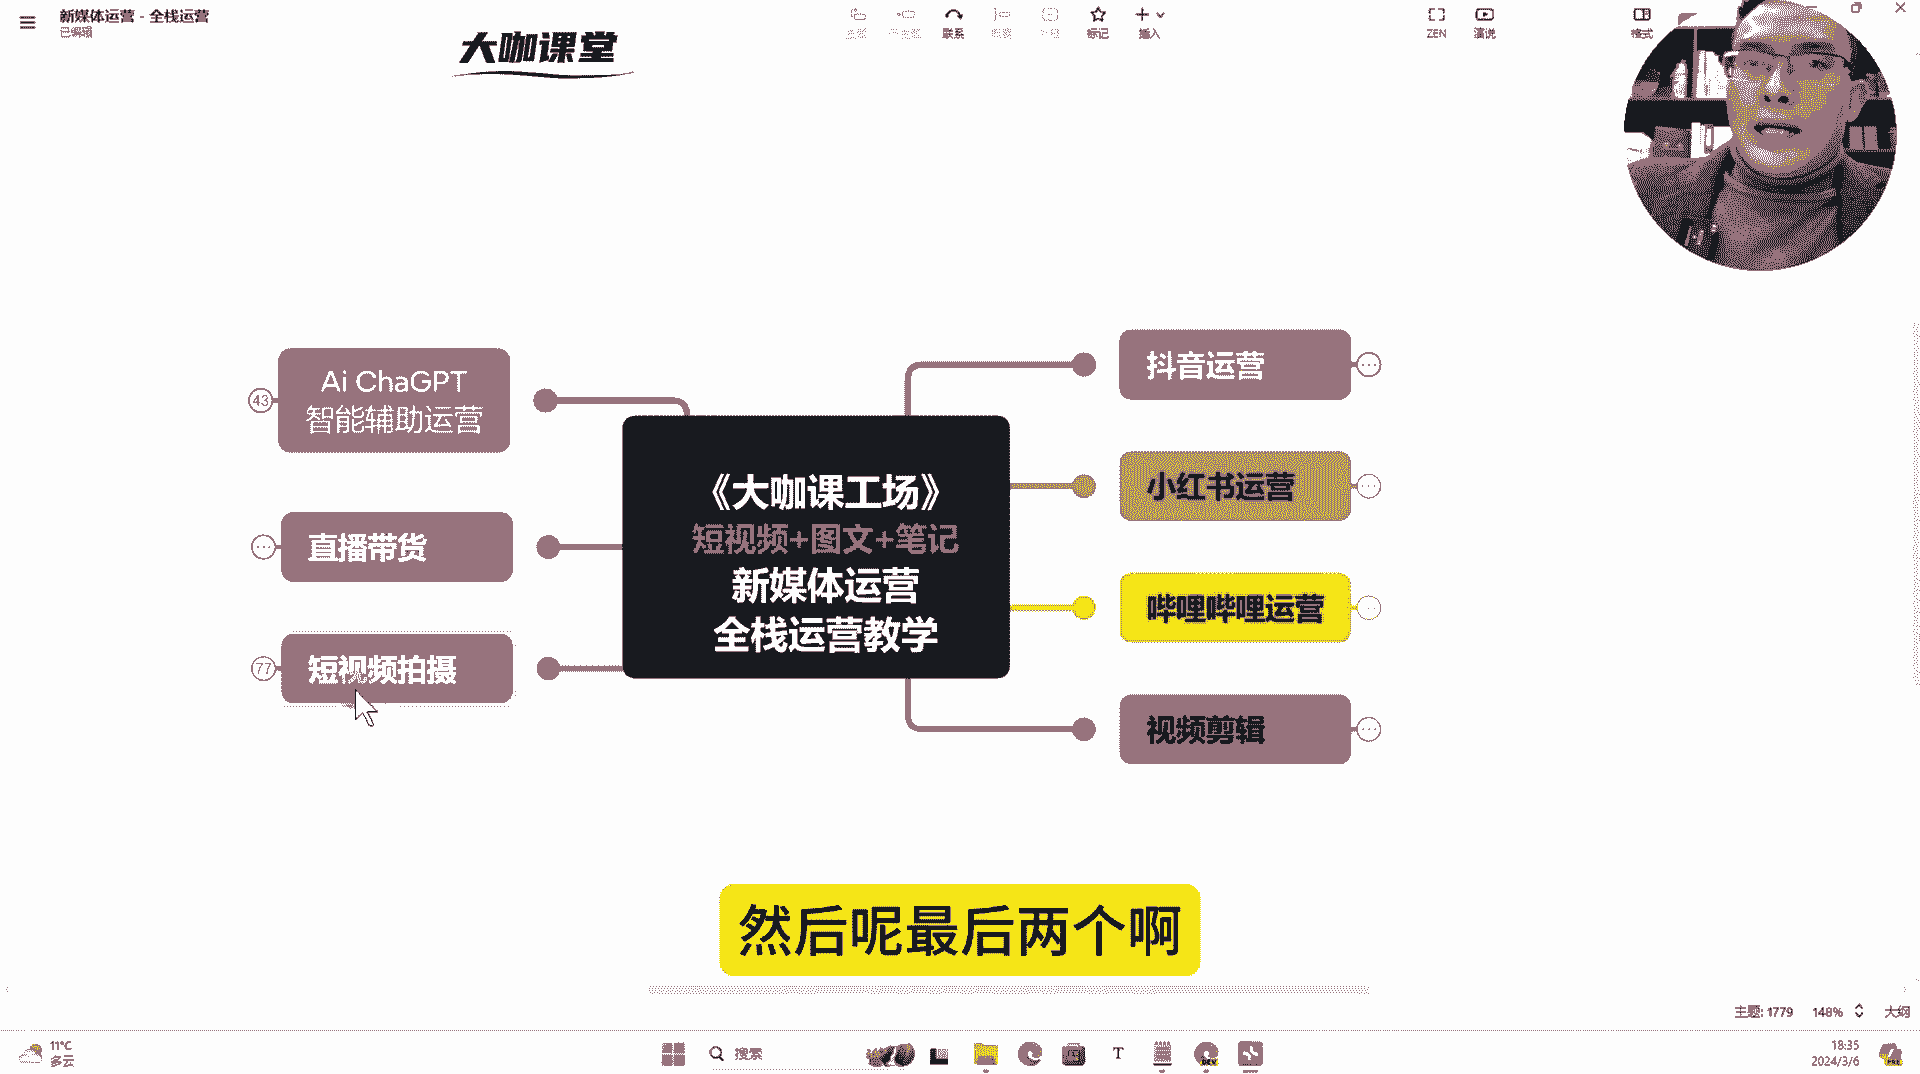 新媒体运营 - 全栈运营
已编辑
大咖课堂
联系
标记
插入
ZEN
演说
格式
43
Ai ChaGPT
智能辅助运营
直播带货
77
短视频拍摄
《大咖课工场》
短视频+图文+笔记
新媒体运营
全栈运营教学
抖音运营
小红书运营
哔哩哔哩运营
视频剪辑
然后呢最后两个啊
主题: 1779
148%
大纲
11°C
多云
搜索
T
DEV
18:35
2024/3/6